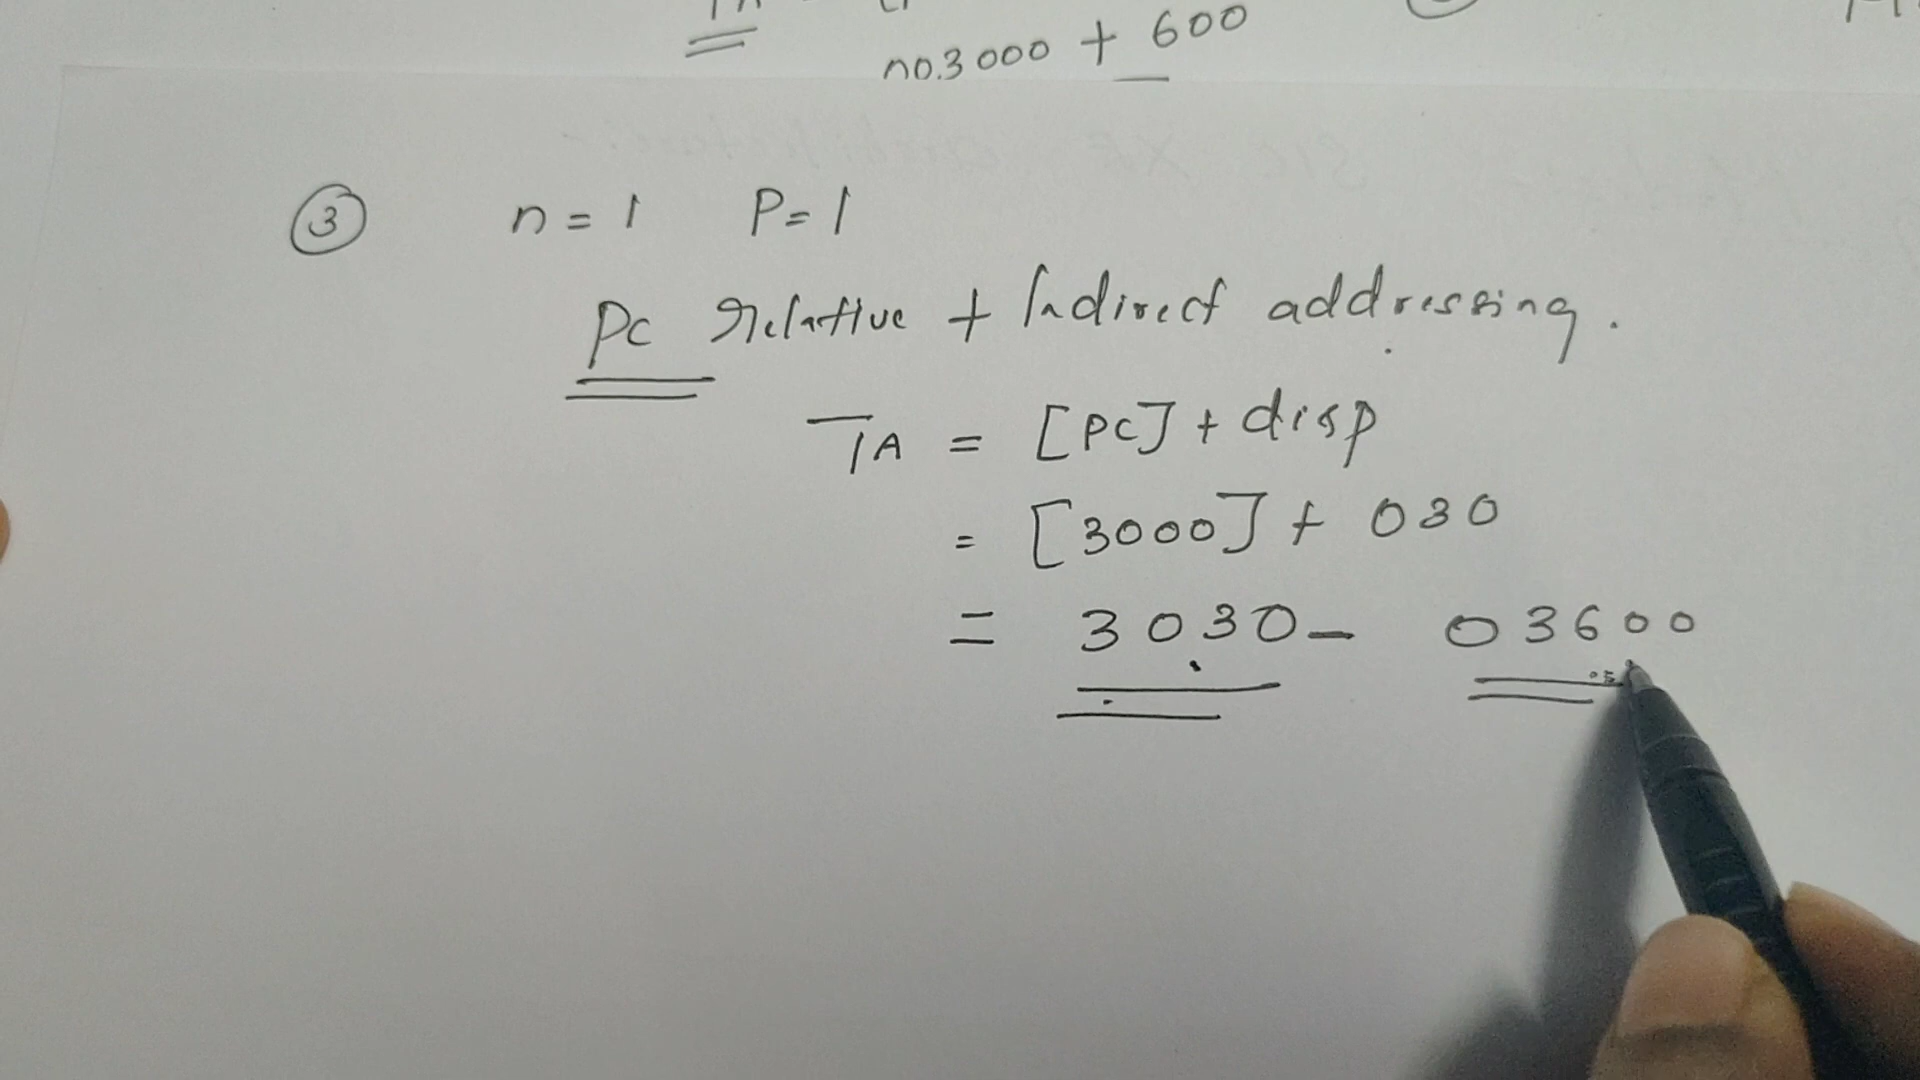 no.3000 + 600
③ n = 1 P = 1
PC relative + Indirect addressing.
TA = [PC] + disp
= [3000] + 030
= 3030 - 03600